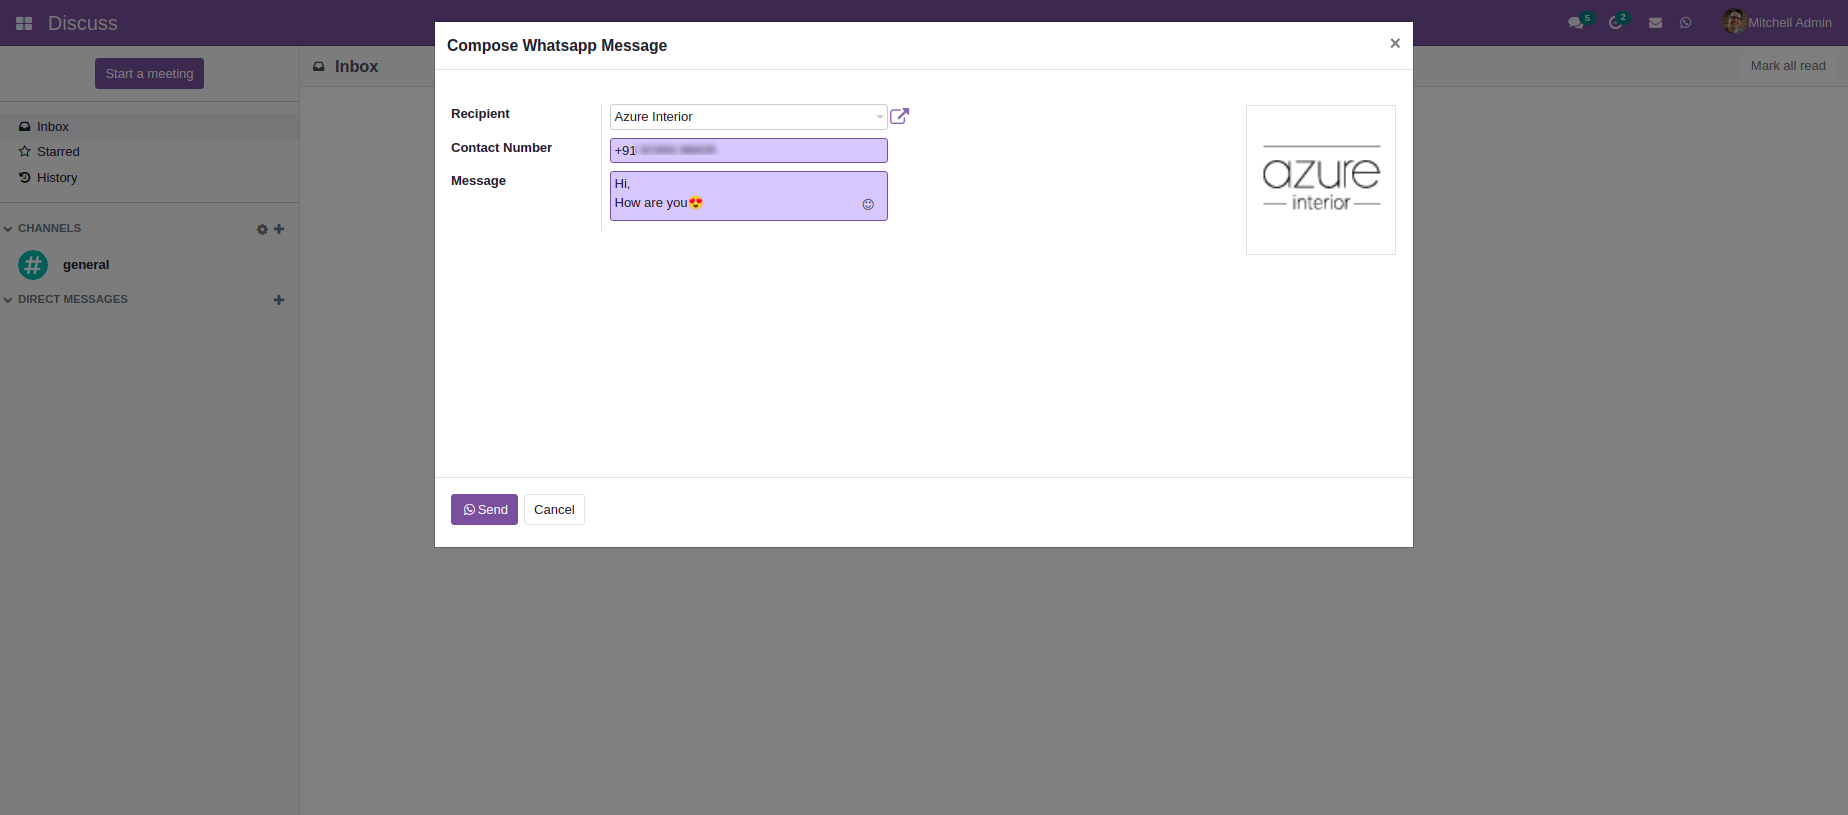 Discuss
5
2
Mitchell Admin
Start a meeting
Inbox
Mark all read
Inbox
Starred
History
CHANNELS
general
DIRECT MESSAGES
Compose Whatsapp Message
×
Recipient
Azure Interior
Contact Number
+91
Message
Hi,
How are you😍
azure
interior
Send
Cancel